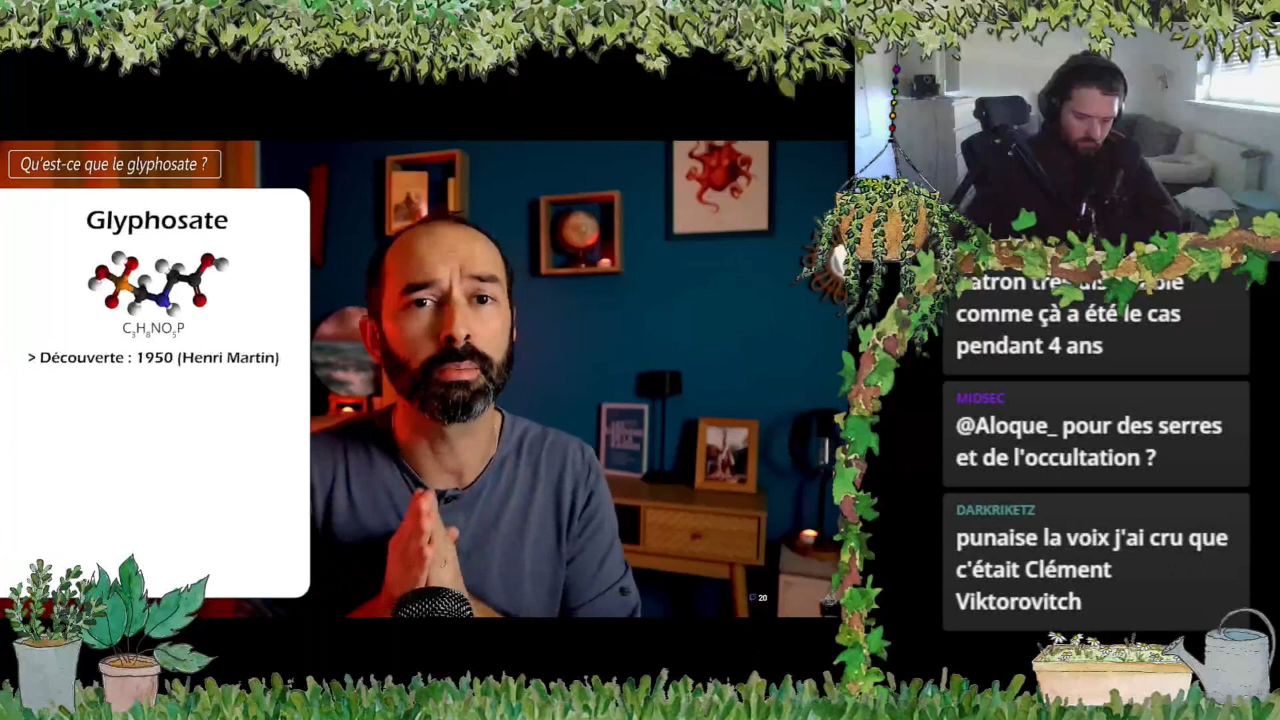 Qu'est-ce que le glyphosate ?
Glyphosate
C₃H₈NO₅P
> Découverte : 1950 (Henri Martin)
20
comme çà a été le cas
pendant 4 ans
MIDSEC
@Aloque_ pour des serres
et de l'occultation ?
DARKRIKETZ
punaise la voix j'ai cru que
c'était Clément
Viktorovitch